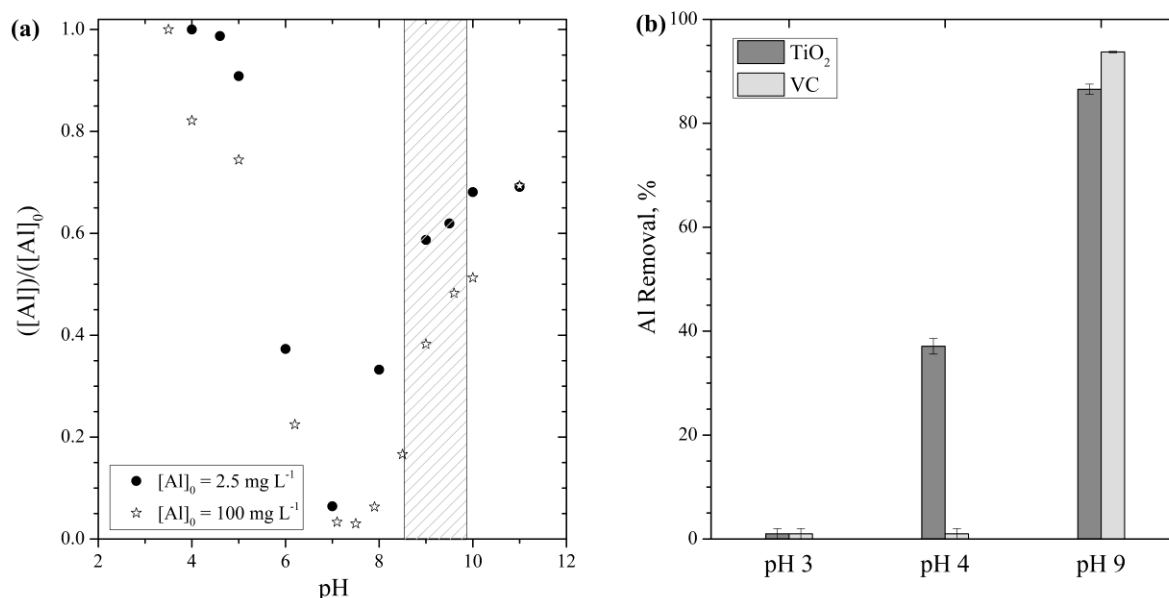 (a)
([Al])/([Al]₀)
1.0
0.8
0.6
0.4
0.2
0.0
[Al]₀ = 2.5 mg L⁻¹
[Al]₀ = 100 mg L⁻¹
2 4 6 8 10 12
pH
(b)
Al Removal, %
100
80
60
40
20
0
TiO₂
VC
pH 3 pH 4 pH 9